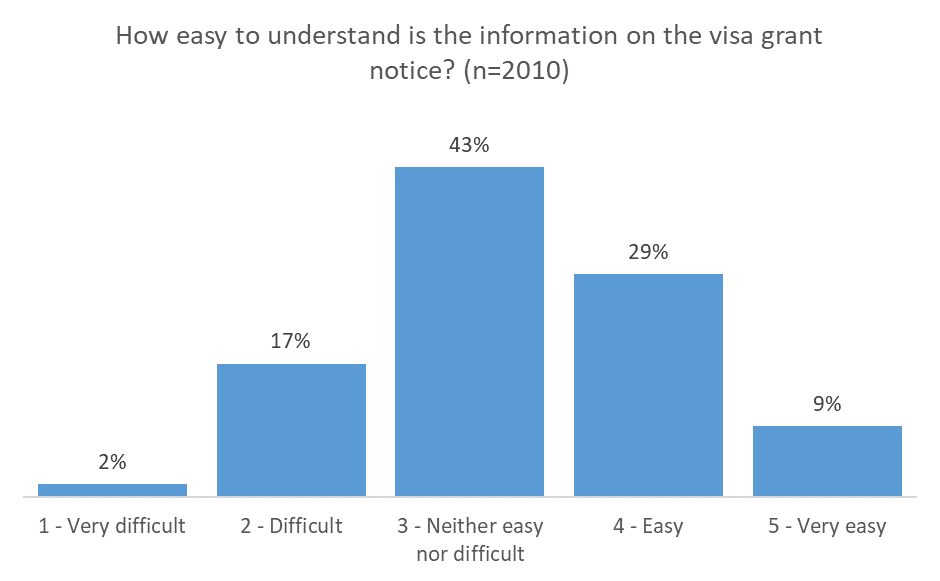 How easy to understand is the information on the visa grant
notice? (n=2010)
43%
29%
17%
9%
2%
1 - Very difficult
2 - Difficult
3 - Neither easy
nor difficult
4 - Easy
5 - Very easy